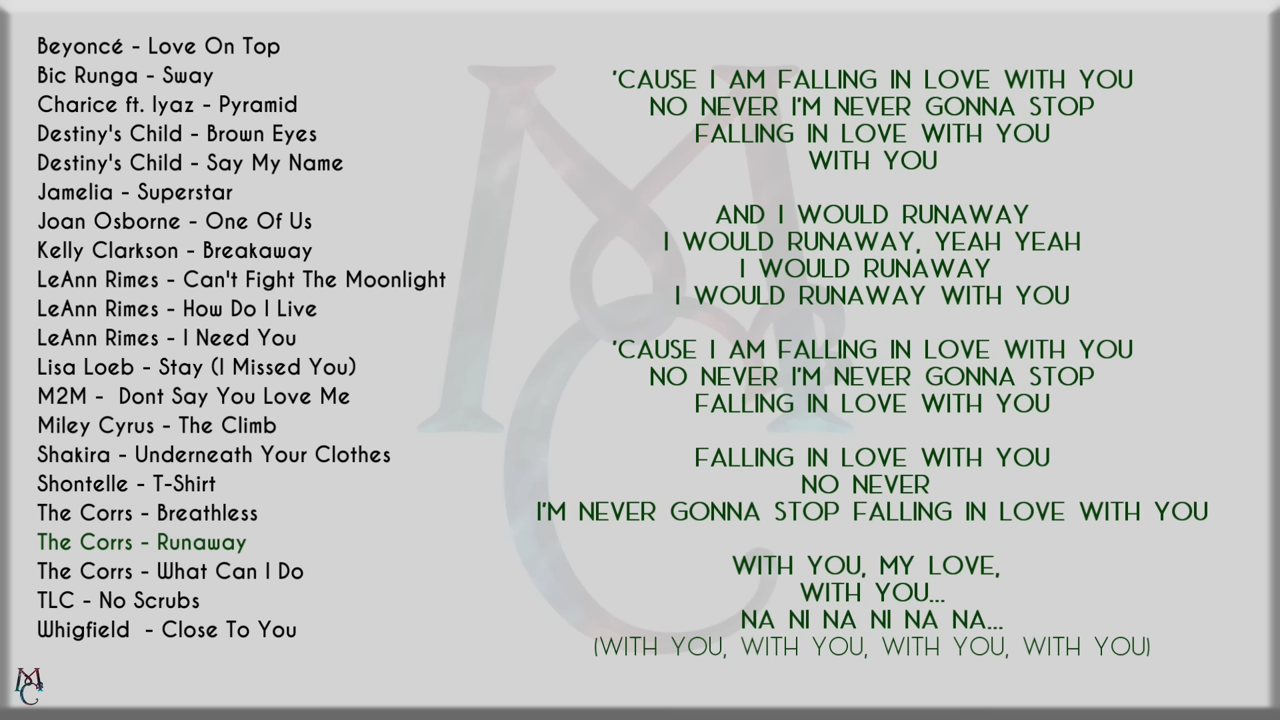 Beyoncé - Love On Top
Bic Runga - Sway
Charice ft. Iyaz - Pyramid
Destiny's Child - Brown Eyes
Destiny's Child - Say My Name
Jamelia - Superstar
Joan Osborne - One Of Us
Kelly Clarkson - Breakaway
LeAnn Rimes - Can't Fight The Moonlight
LeAnn Rimes - How Do I Live
LeAnn Rimes - I Need You
Lisa Loeb - Stay (I Missed You)
M2M -  Dont Say You Love Me
Miley Cyrus - The Climb
Shakira - Underneath Your Clothes
Shontelle - T-Shirt
The Corrs - Breathless
The Corrs - Runaway
The Corrs - What Can I Do
TLC - No Scrubs
Whigfield  - Close To You
'CAUSE I AM FALLING IN LOVE WITH YOU
NO NEVER I'M NEVER GONNA STOP
FALLING IN LOVE WITH YOU
WITH YOU
AND I WOULD RUNAWAY
I WOULD RUNAWAY, YEAH YEAH
I WOULD RUNAWAY
I WOULD RUNAWAY WITH YOU
'CAUSE I AM FALLING IN LOVE WITH YOU
NO NEVER I'M NEVER GONNA STOP
FALLING IN LOVE WITH YOU
FALLING IN LOVE WITH YOU
NO NEVER
I'M NEVER GONNA STOP FALLING IN LOVE WITH YOU
WITH YOU, MY LOVE,
WITH YOU...
NA NI NA NI NA NA...
(WITH YOU, WITH YOU, WITH YOU, WITH YOU)
MC